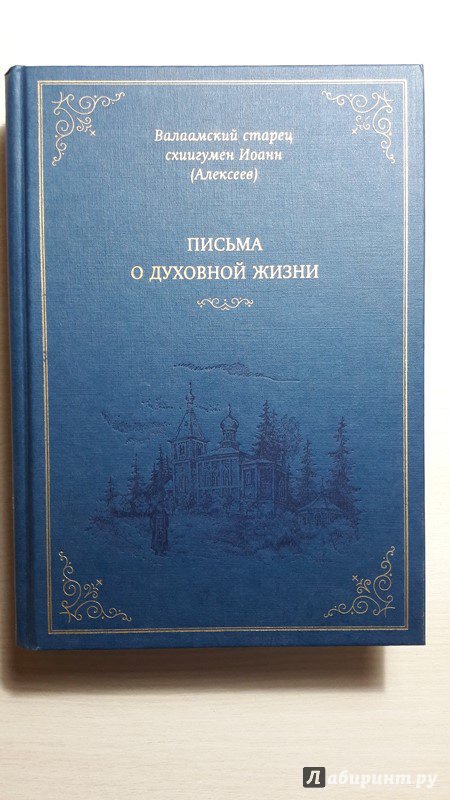 Валаамский старец
схиигумен Иоанн
(Алексеев)
ПИСЬМА
О ДУХОВНОЙ ЖИЗНИ
Лабиринт.ру